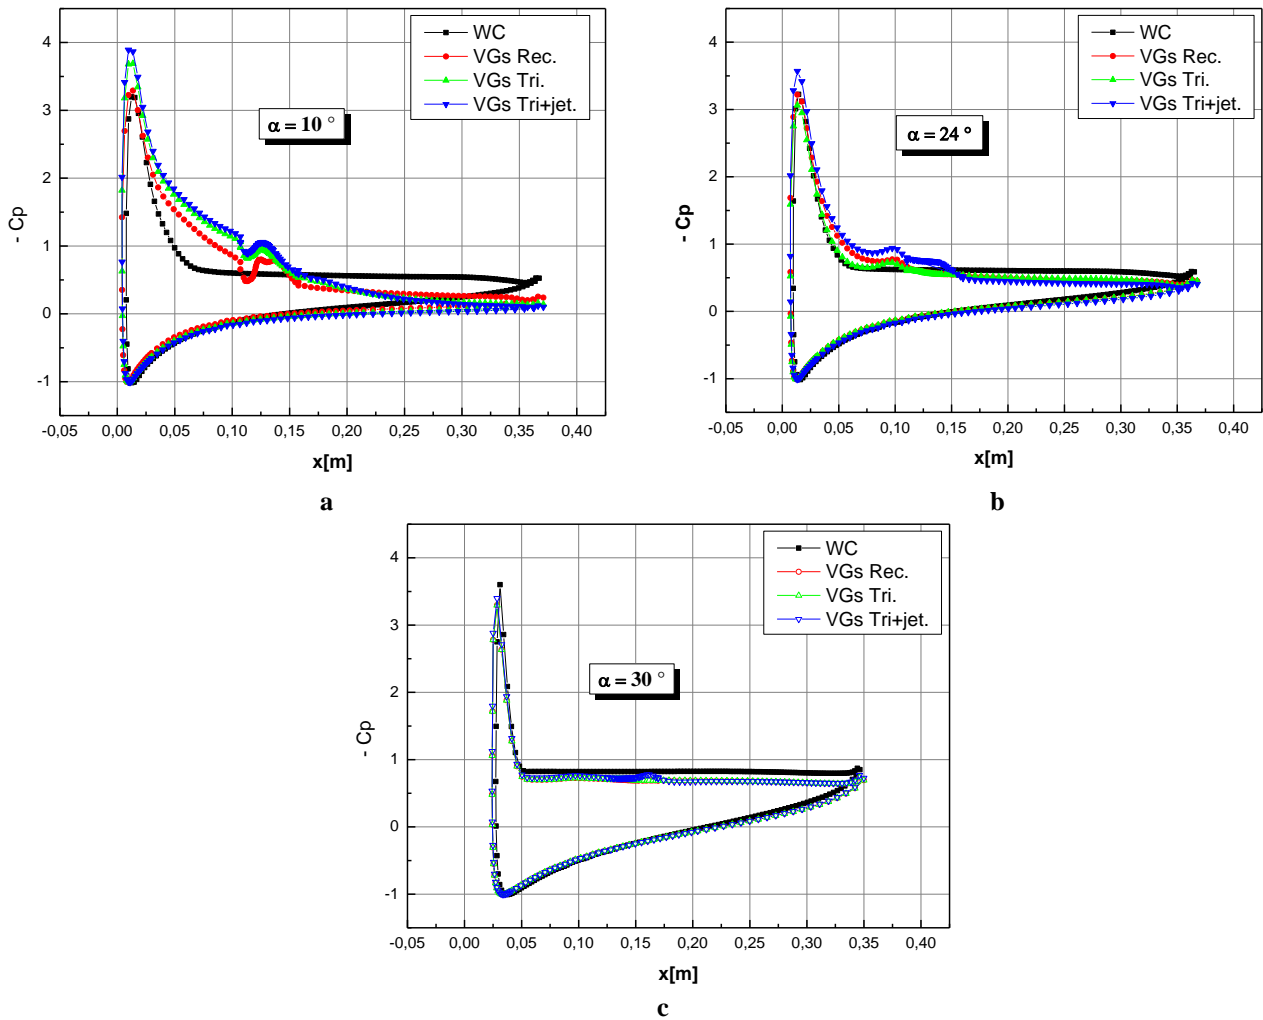 WC
VGs Rec.
VGs Tri.
VGs Tri+jet.
α = 10 °
- Cp
4
3
2
1
0
-1
-0,05 0,00 0,05 0,10 0,15 0,20 0,25 0,30 0,35 0,40
x[m]
a
WC
VGs Rec.
VGs Tri.
VGs Tri+jet.
α = 24 °
- Cp
4
3
2
1
0
-1
-0,05 0,00 0,05 0,10 0,15 0,20 0,25 0,30 0,35 0,40
x[m]
b
WC
VGs Rec.
VGs Tri.
VGs Tri+jet.
α = 30 °
- Cp
4
3
2
1
0
-1
-0,05 0,00 0,05 0,10 0,15 0,20 0,25 0,30 0,35 0,40
x[m]
c